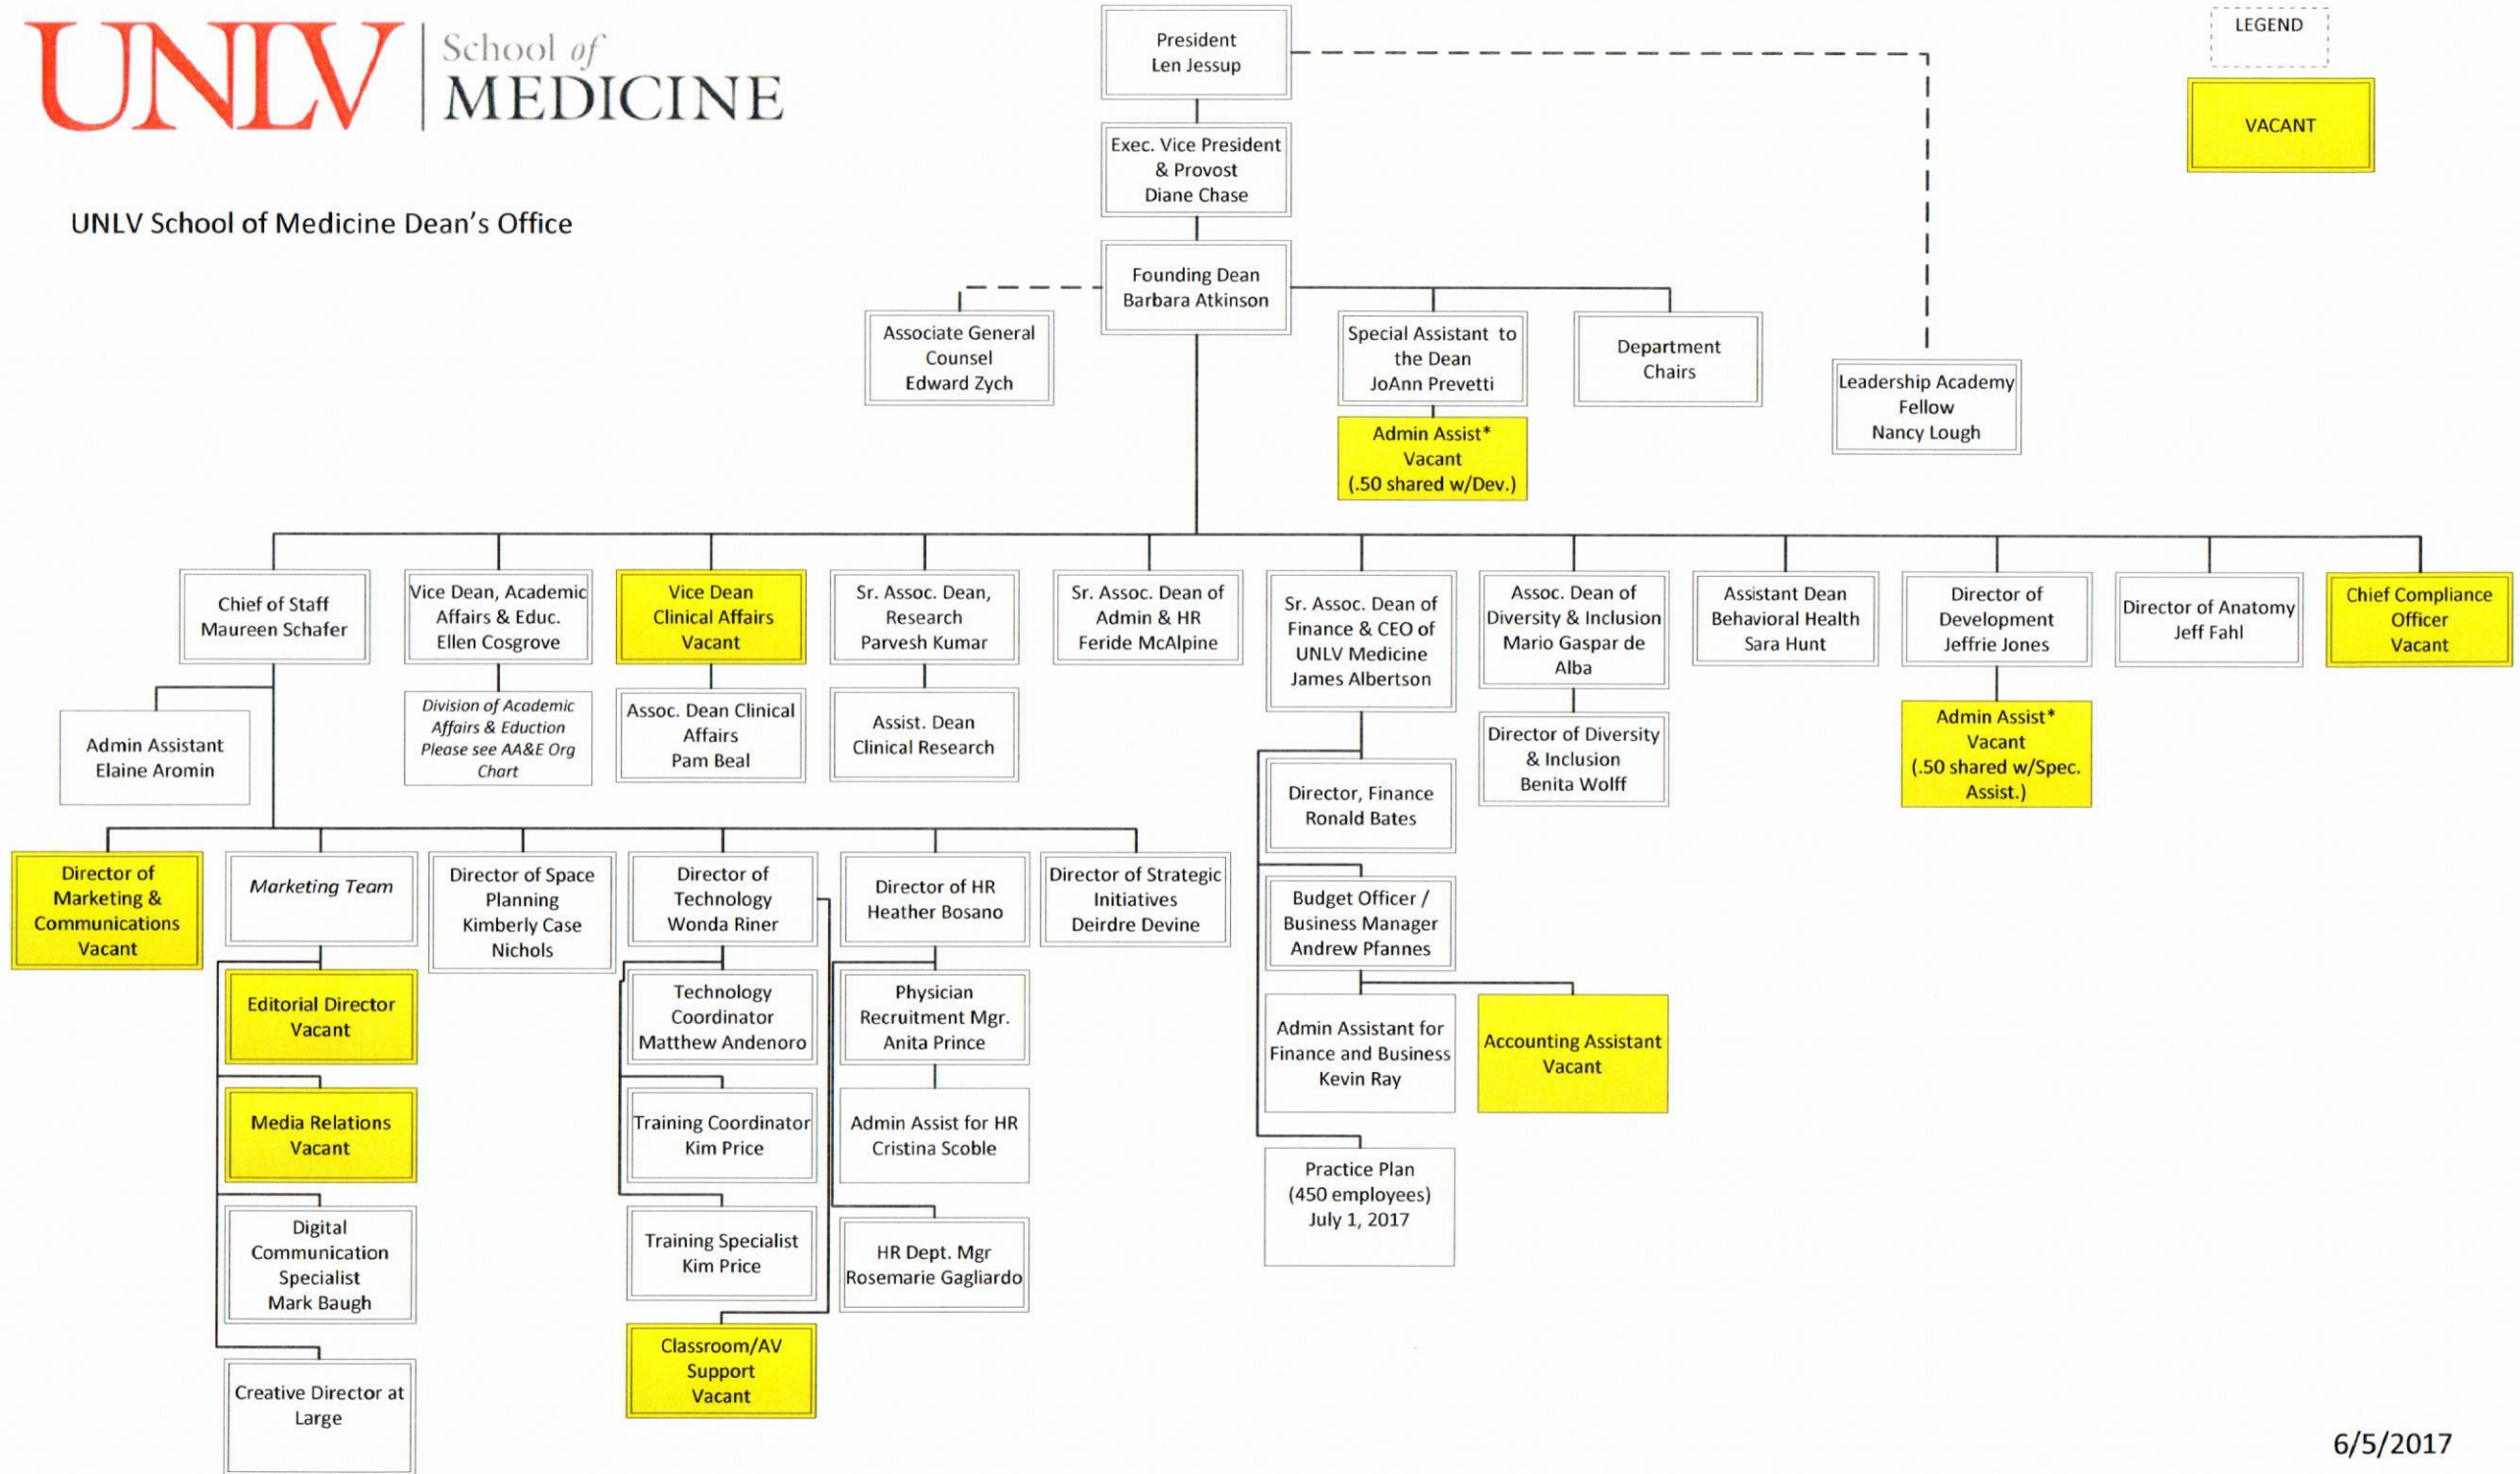 UNLV
School of
MEDICINE
UNLV School of Medicine Dean's Office
LEGEND
VACANT
President
Len Jessup
Exec. Vice President
& Provost
Diane Chase
Founding Dean
Barbara Atkinson
Associate General
Counsel
Edward Zych
Special Assistant to
the Dean
JoAnn Prevetti
Department
Chairs
Leadership Academy
Fellow
Nancy Lough
Admin Assist*
Vacant
(.50 shared w/Dev.)
Chief of Staff
Maureen Schafer
Vice Dean, Academic
Affairs & Educ.
Ellen Cosgrove
Vice Dean
Clinical Affairs
Vacant
Sr. Assoc. Dean,
Research
Parvesh Kumar
Sr. Assoc. Dean of
Admin & HR
Feride McAlpine
Sr. Assoc. Dean of
Finance & CEO of
UNLV Medicine
James Albertson
Assoc. Dean of
Diversity & Inclusion
Mario Gaspar de
Alba
Assistant Dean
Behavioral Health
Sara Hunt
Director of
Development
Jeffrie Jones
Director of Anatomy
Jeff Fahl
Chief Compliance
Officer
Vacant
Admin Assistant
Elaine Aromin
Division of Academic
Affairs & Eduction
Please see AA&E Org
Chart
Assoc. Dean Clinical
Affairs
Pam Beal
Assist. Dean
Clinical Research
Director, Finance
Ronald Bates
Director of Diversity
& Inclusion
Benita Wolff
Admin Assist*
Vacant
(.50 shared w/Spec.
Assist.)
Director of
Marketing &
Communications
Vacant
Marketing Team
Director of Space
Planning
Kimberly Case
Nichols
Director of
Technology
Wonda Riner
Director of HR
Heather Bosano
Director of Strategic
Initiatives
Deirdre Devine
Budget Officer /
Business Manager
Andrew Pfannes
Editorial Director
Vacant
Technology
Coordinator
Matthew Andenoro
Physician
Recruitment Mgr.
Anita Prince
Admin Assistant for
Finance and Business
Kevin Ray
Accounting Assistant
Vacant
Media Relations
Vacant
Training Coordinator
Kim Price
Admin Assist for HR
Cristina Scoble
Practice Plan
(450 employees)
July 1, 2017
Digital
Communication
Specialist
Mark Baugh
Training Specialist
Kim Price
HR Dept. Mgr
Rosemarie Gagliardo
Classroom/AV
Support
Vacant
Creative Director at
Large
6/5/2017